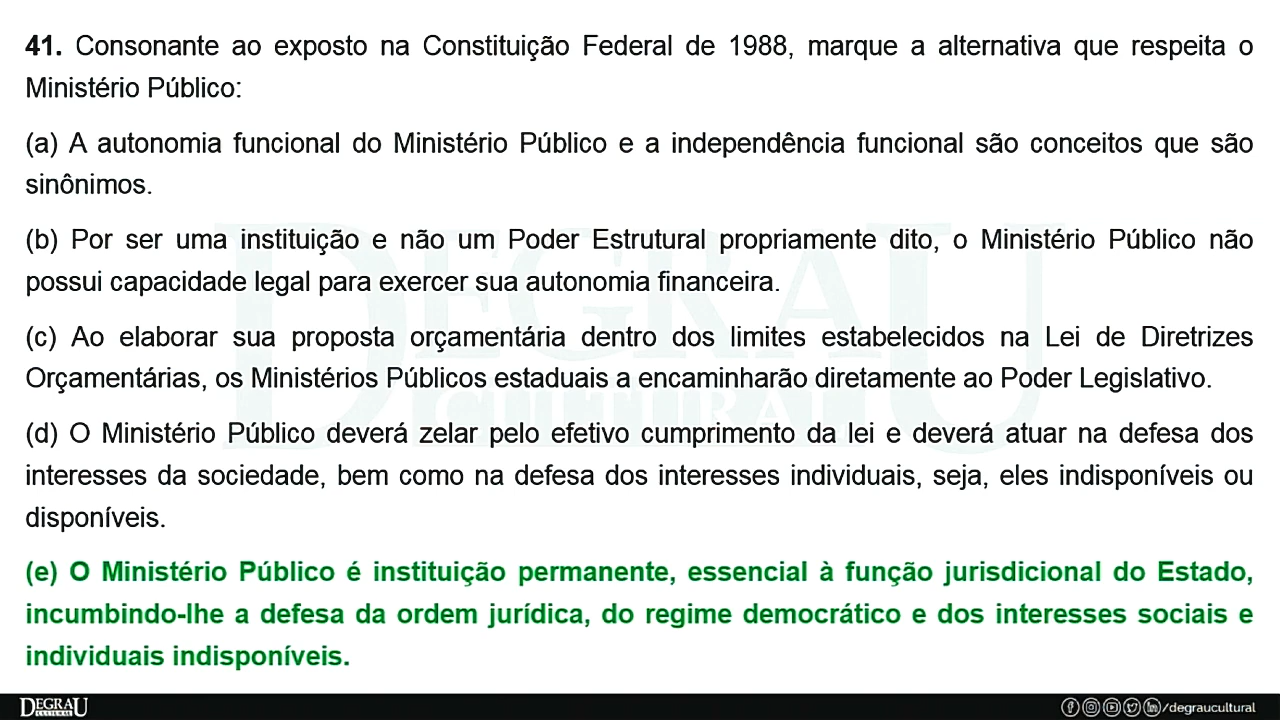 41. Consonante ao exposto na Constituição Federal de 1988, marque a alternativa que respeita o
Ministério Público:
(a) A autonomia funcional do Ministério Público e a independência funcional são conceitos que são
sinônimos.
(b) Por ser uma instituição e não um Poder Estrutural propriamente dito, o Ministério Público não
possui capacidade legal para exercer sua autonomia financeira.
(c) Ao elaborar sua proposta orçamentária dentro dos limites estabelecidos na Lei de Diretrizes
Orçamentárias, os Ministérios Públicos estaduais a encaminharão diretamente ao Poder Legislativo.
(d) O Ministério Público deverá zelar pelo efetivo cumprimento da lei e deverá atuar na defesa dos
interesses da sociedade, bem como na defesa dos interesses individuais, seja, eles indisponíveis ou
disponíveis.
(e) O Ministério Público é instituição permanente, essencial à função jurisdicional do Estado,
incumbindo-lhe a defesa da ordem jurídica, do regime democrático e dos interesses sociais e
individuais indisponíveis.
DEGRAU
CULTURAL
DEGRAU
CULTURAL
/degraucultural